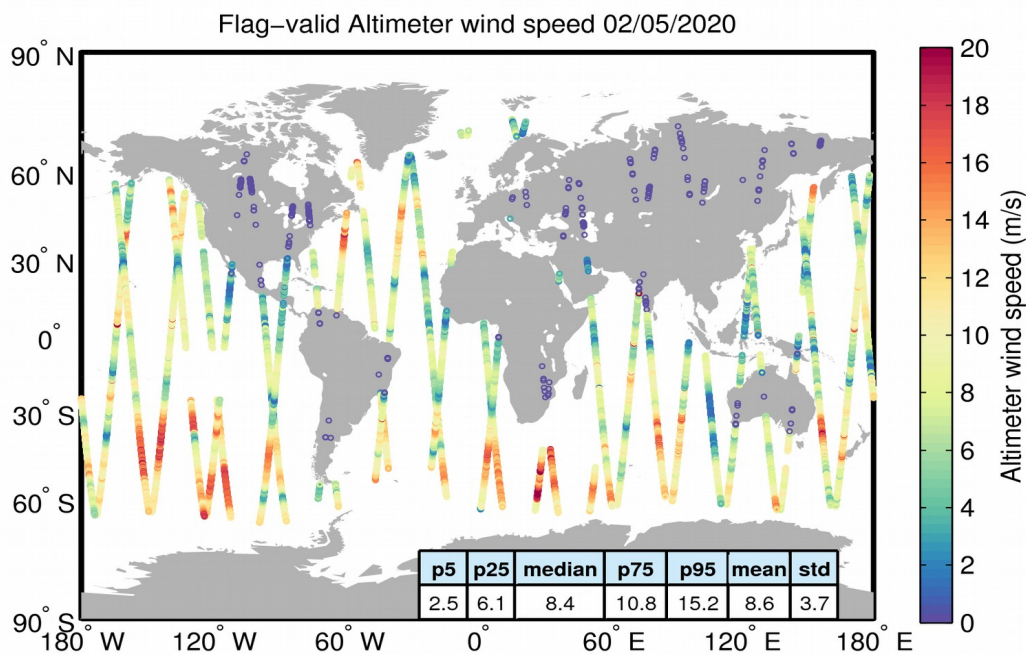 Flag−valid Altimeter wind speed 02/05/2020
90° N
60° N
30° N
0°
30° S
60° S
90° S
180° W
120° W
60° W
0°
60° E
120° E
180° E
p5 p25 median p75 p95 mean std
2.5 6.1 8.4 10.8 15.2 8.6 3.7
20
18
16
14
12
10
8
6
4
2
0
Altimeter wind speed (m/s)